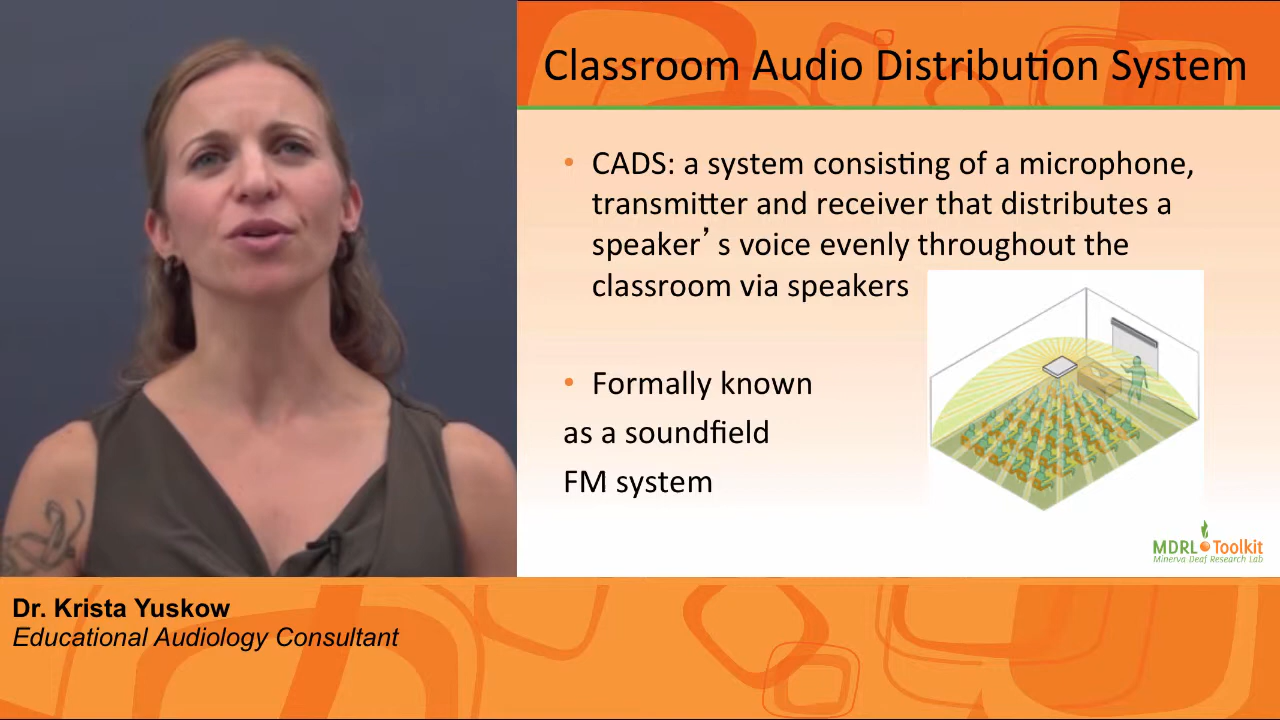 Classroom Audio Distribution System
• CADS: a system consisting of a microphone,
transmitter and receiver that distributes a
speaker’s voice evenly throughout the
classroom via speakers
• Formally known
as a soundfield
FM system
MDRL Toolkit
Minerva Deaf Research Lab
Dr. Krista Yuskow
Educational Audiology Consultant